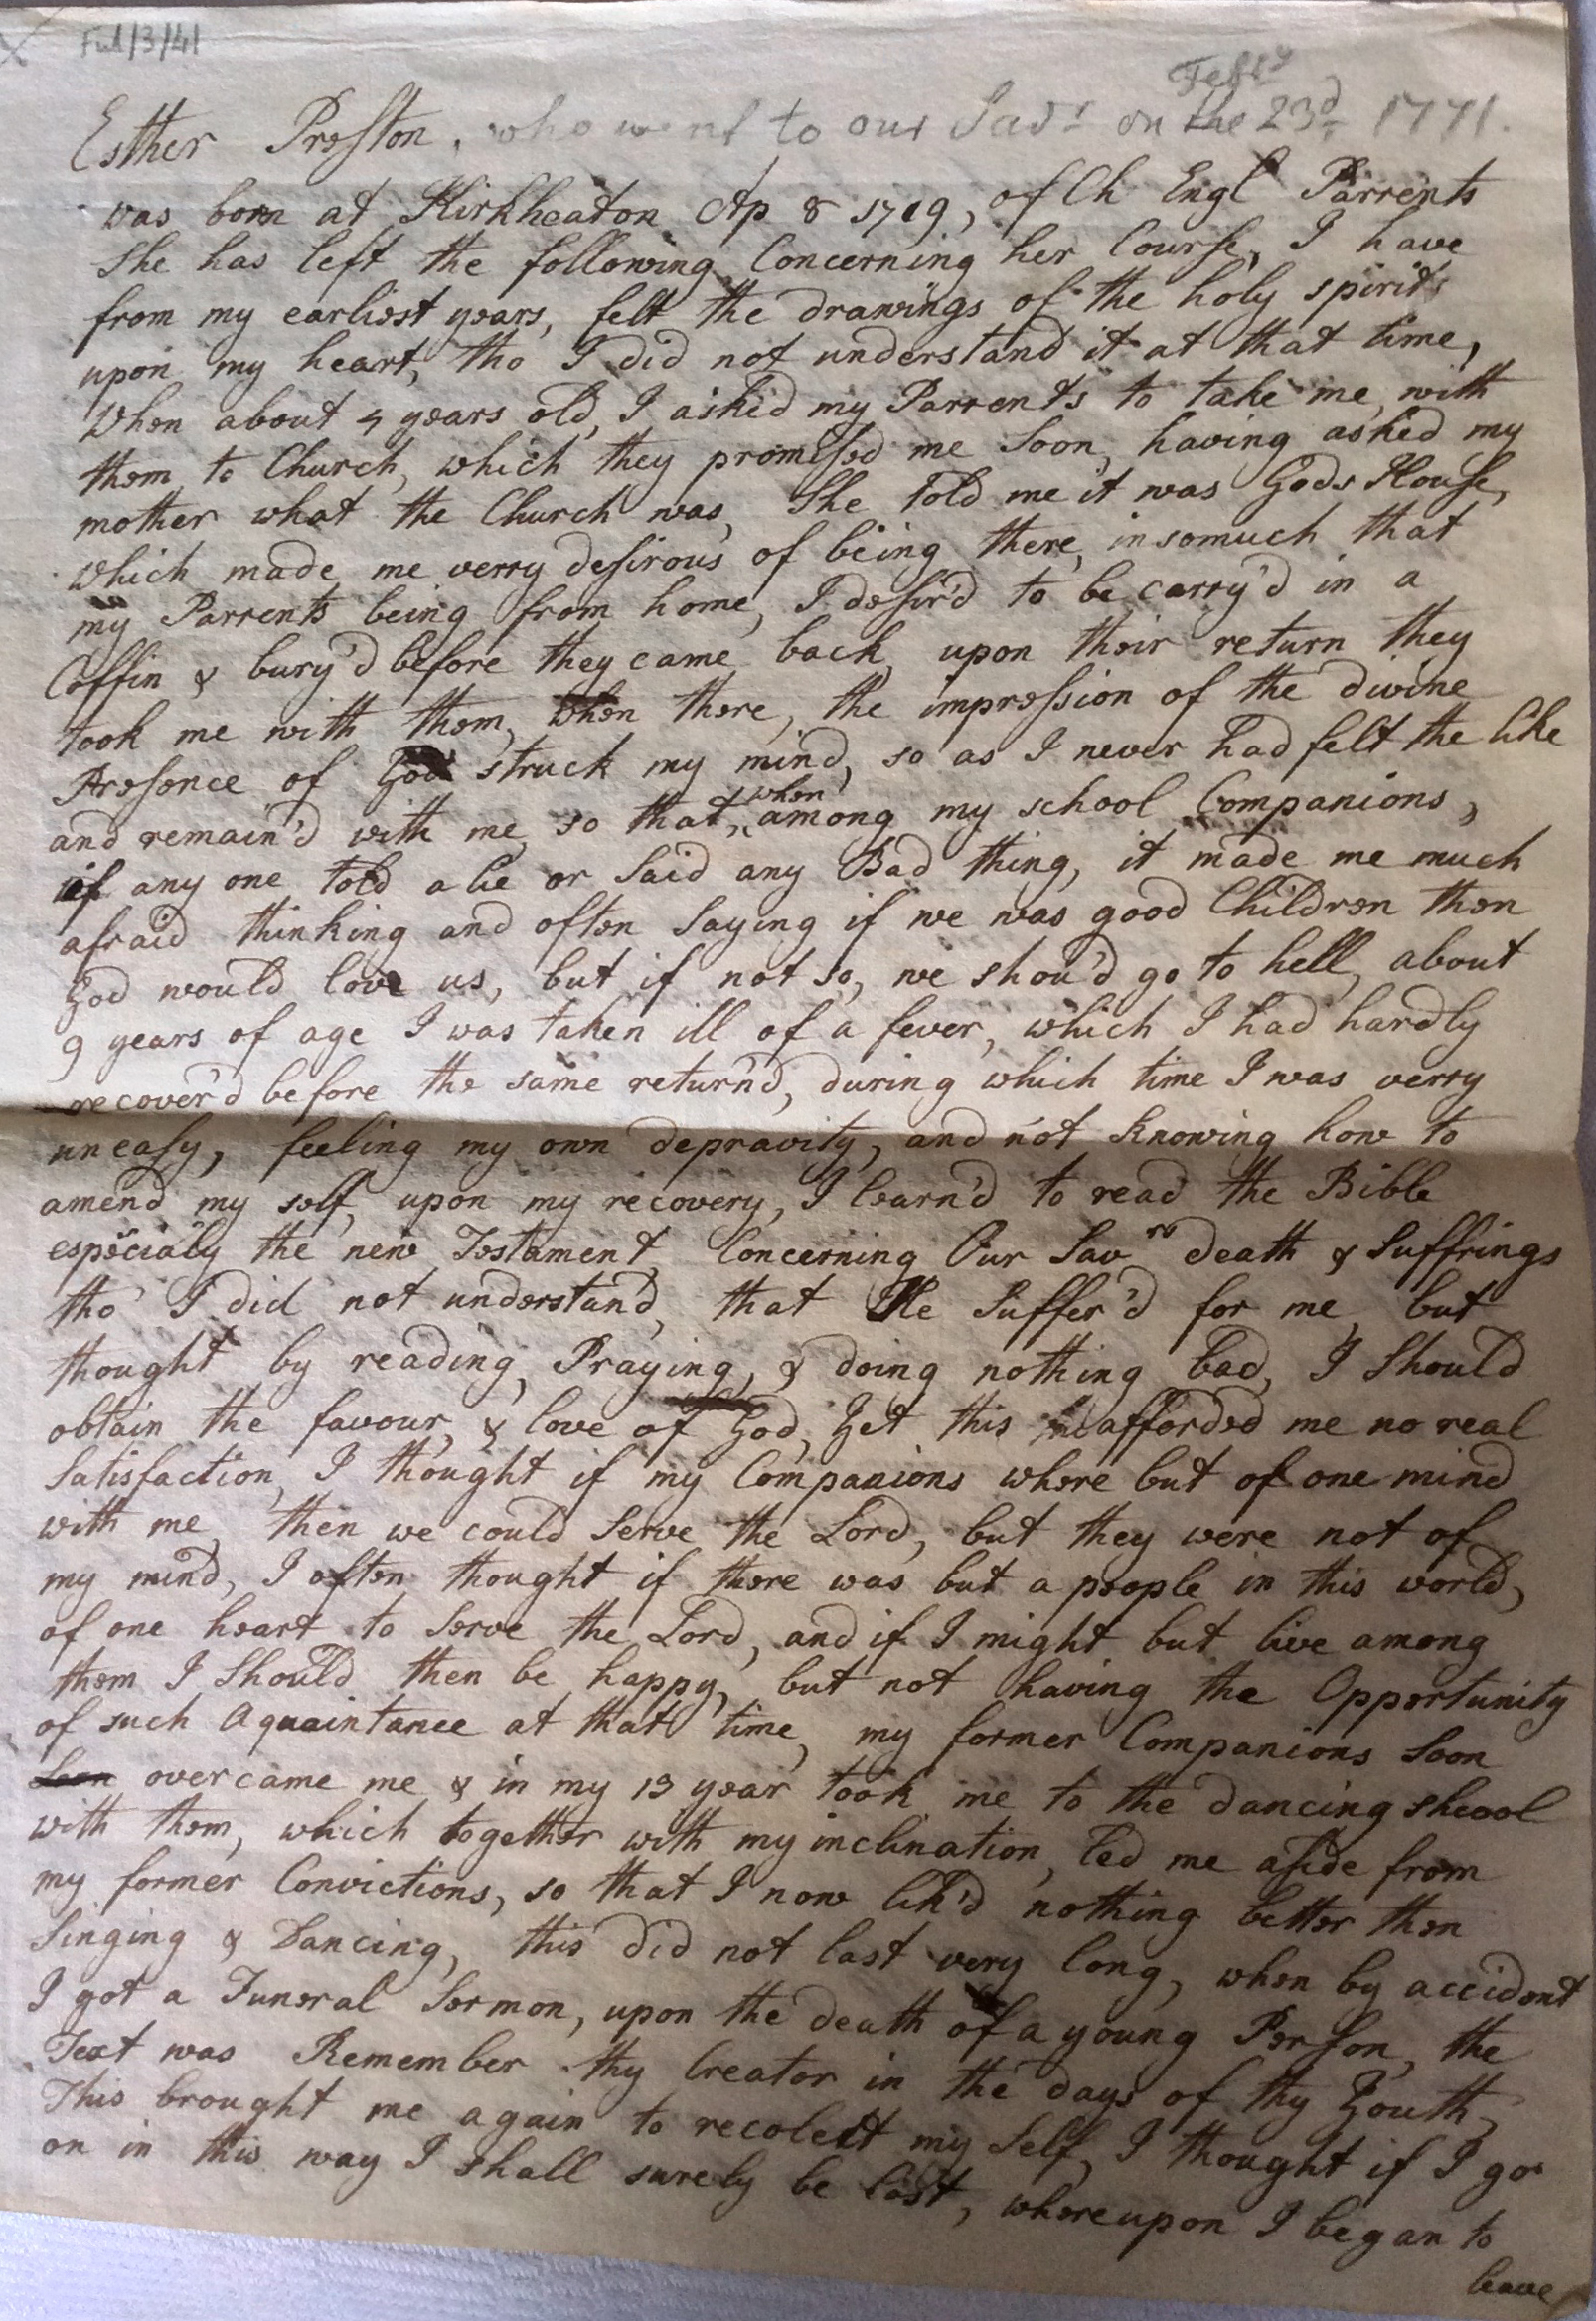 Ful/3/41
Feb:ry
Esther Preston, who went to our Sav:r on the 23d 1771.
was born at Kirkheaton Ap 8 1719, of Ch Engl:d Parrents
She has left the following Concerning her Course, I have
from my earliest years, felt the drawings of the holy spirits
upon my heart, tho I did not understand it at that time,
When about 4 years old, I asked my Parrents to take me with
them to Church, which they promised me Soon, having asked my
mother what the Church was, She told me it was Gods House,
which made me verry desirous of being there, insomuch that
my Parrents being from home, I desir'd to be carry'd in a
Coffin & bury'd before they came back, upon their return they
took me with them, when there, the impression of the divine
Presence of God struck my mind, so as I never had felt the like
and remain'd with me, so that, when among my school Companions,
if any one told a lie or Said any Bad thing, it made me much
afraid thinking and often Saying if we was good Children then
God would love us, but if not so, we shou'd go to hell, about
9 years of age I was taken ill of a fever, which I had hardly
recover'd before the same return'd, during which time I was verry
uneasy, feeling my own depravity, and not knowing how to
amend my self, upon my recovery, I learn'd to read the Bible
especialy the new Testament, Concerning Our Sav:rs death & Suffrings
tho' I did not understand, that He Suffer'd for me, but
thought by reading, Praying, & doing nothing bad, I Should
obtain the favour, & love of God, Yet this afforded me no real
Satisfaction, I thought if my Companions where but of one mind
with me, then we could Serve the Lord, but they were not of
my mind, I often thought if there was but a people in this world,
of one heart to Serve the Lord, and if I might but live among
them I Should then be happy, but not having the Opportunity
of such Aquaintance at that time, my former Companions Soon
Soon overcame me & in my 13 year took me to the dancing shcool
with them, which together with my inclination, led me aside from
my former Convictions, so that I now lik'd nothing better then
Singing & Dancing, this did not last very long, when by accident
I got a Funeral Sermon, upon the death of a young Person, the
Text was Remember thy Creator in the days of thy Youth,
This brought me again to recolect my Self, I thought if I go
on in this way I shall surely be lost, whereupon I began to
leave